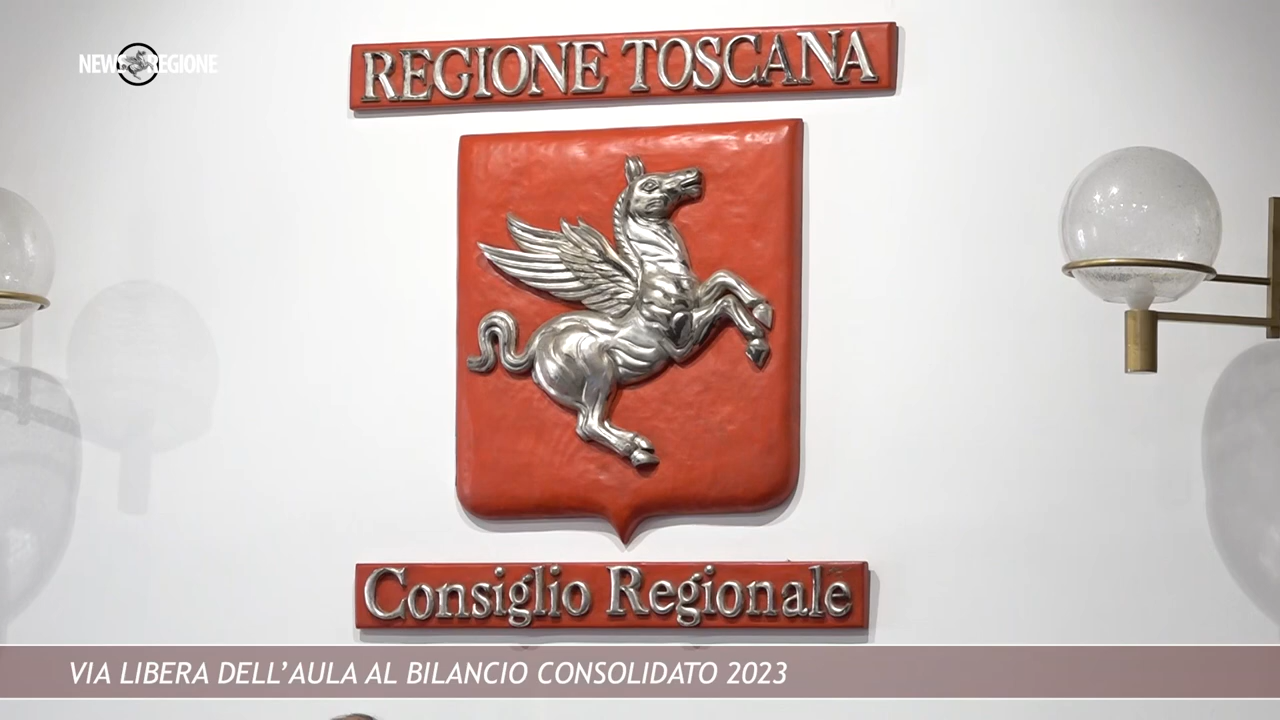 NEWS REGIONE
REGIONE TOSCANA
Consiglio Regionale
VIA LIBERA DELL’AULA AL BILANCIO CONSOLIDATO 2023